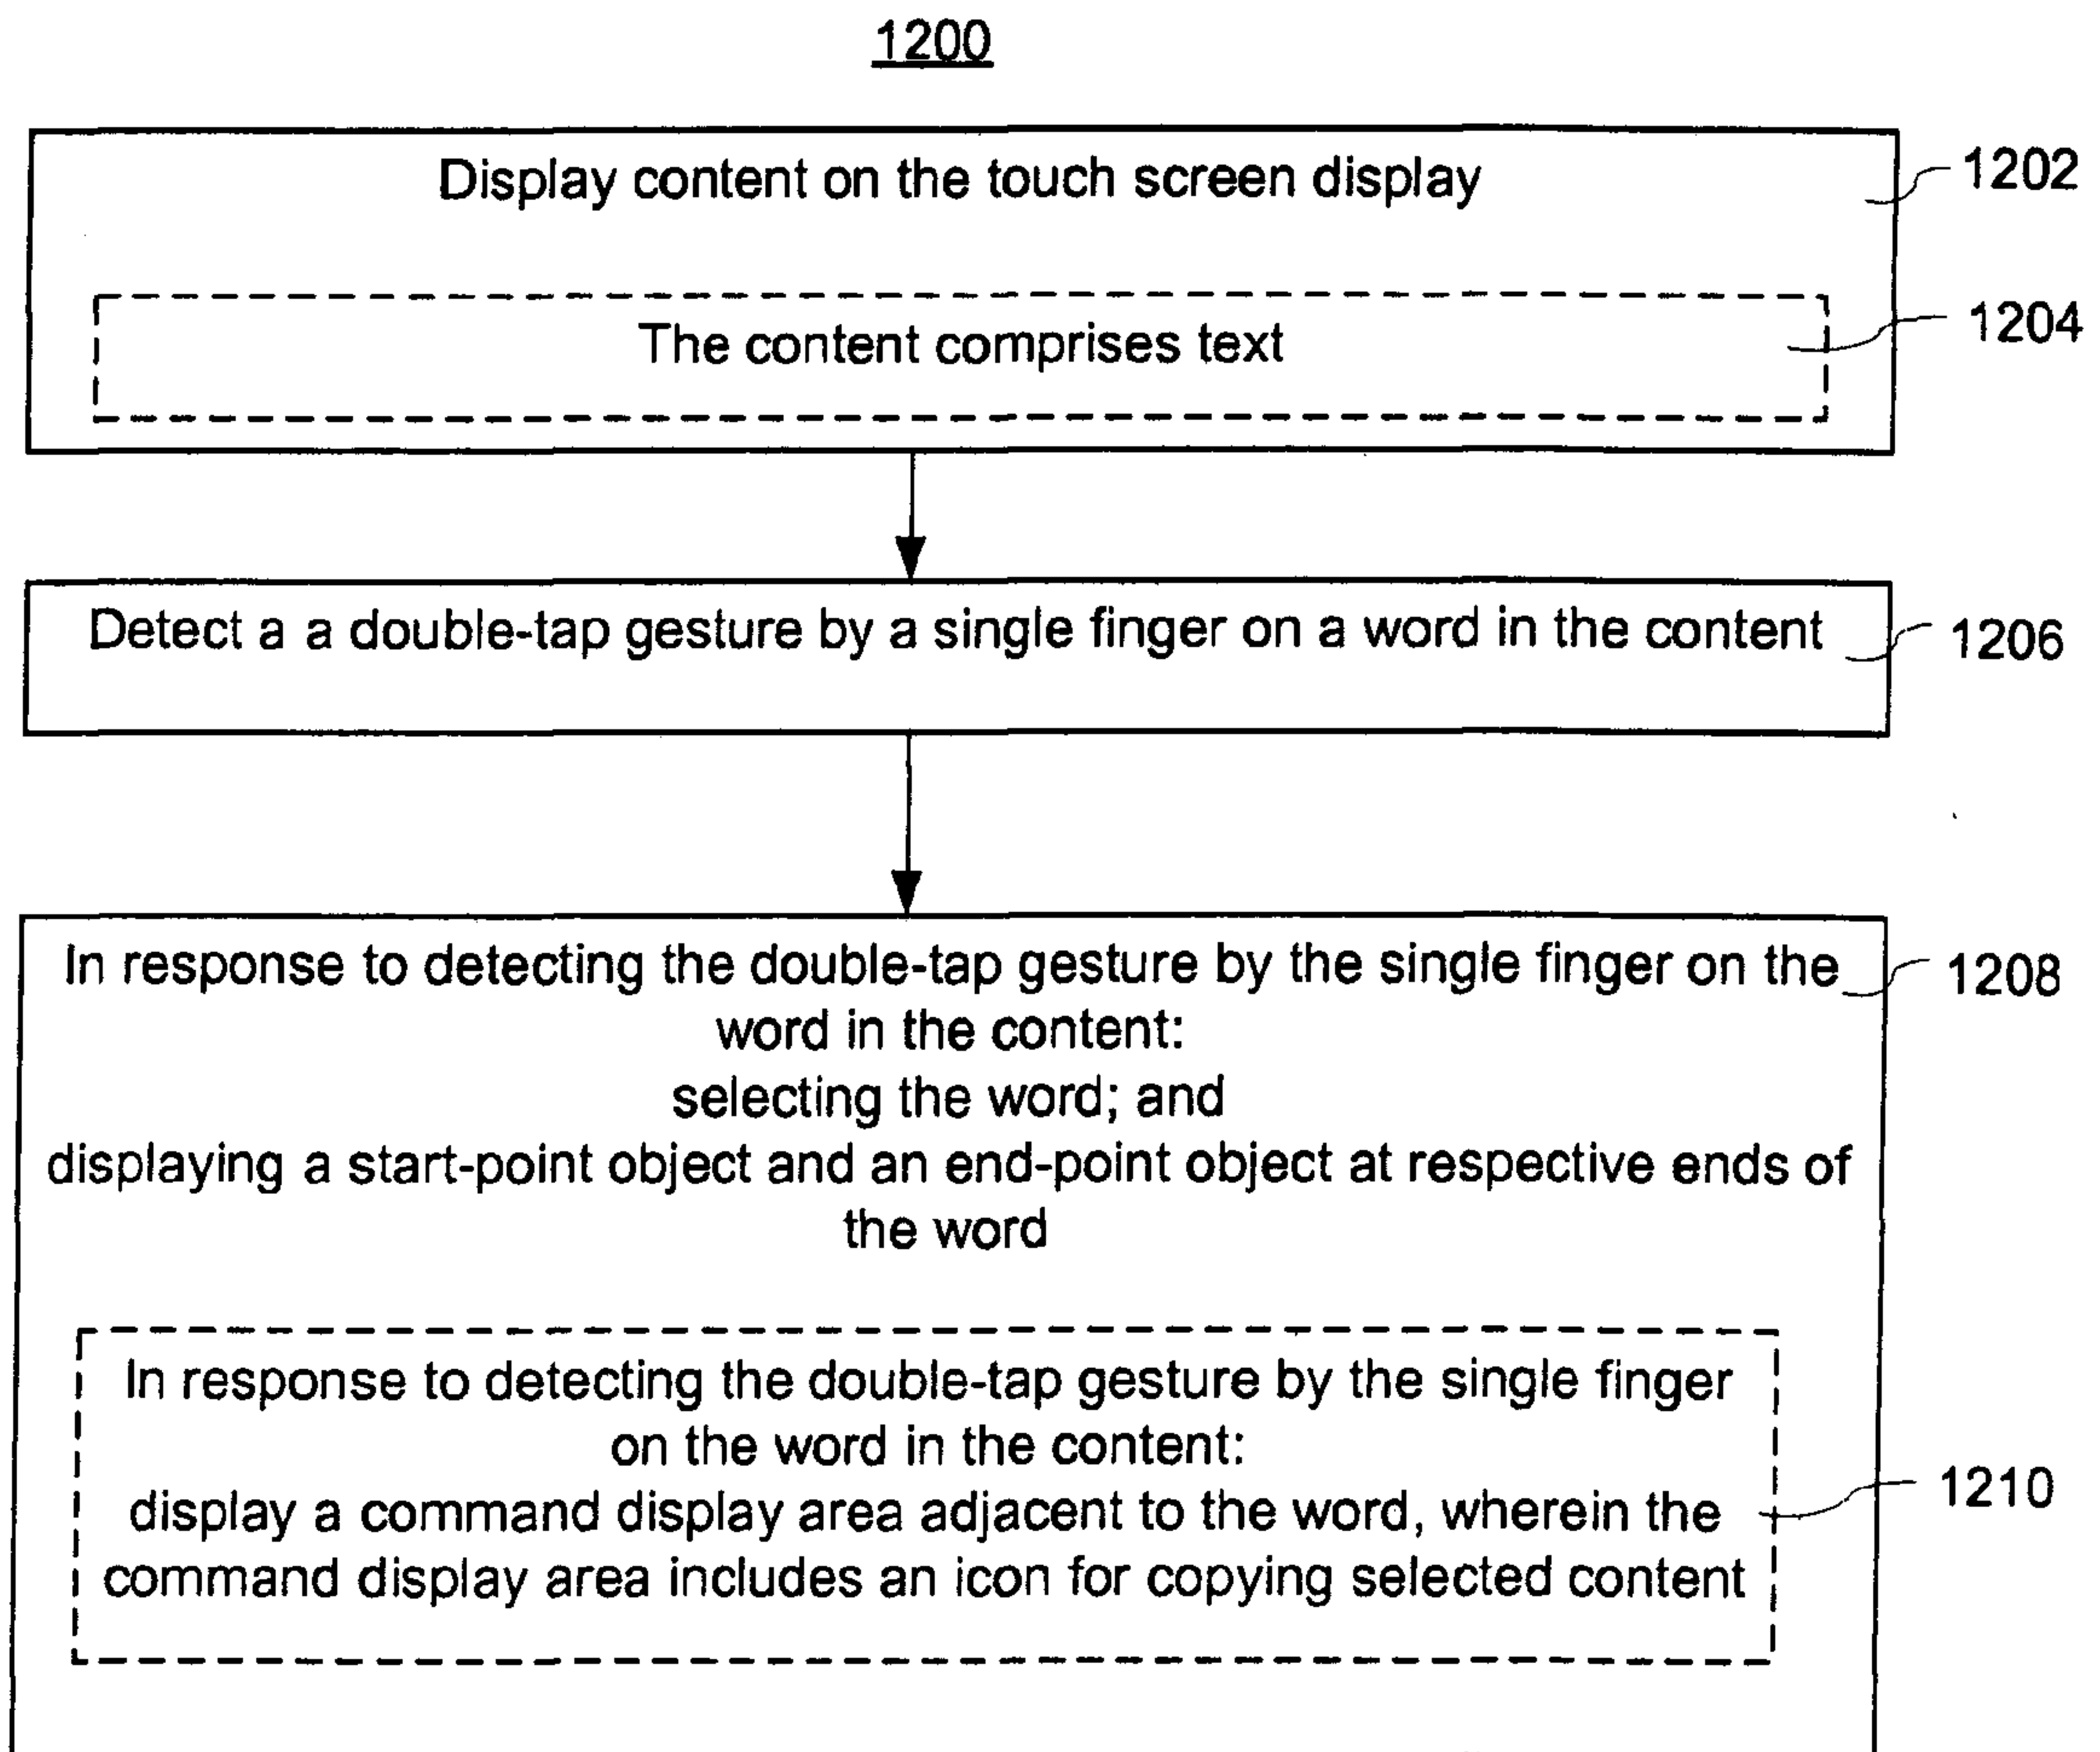 1200
Display content on the touch screen display
1202
The content comprises text
1204
Detect a a double-tap gesture by a single finger on a word in the content
1206
In response to detecting the double-tap gesture by the single finger on the
1208
word in the content:
selecting the word; and
displaying a start-point object and an end-point object at respective ends of
the word
In response to detecting the double-tap gesture by the single finger
on the word in the content:
display a command display area adjacent to the word, wherein the
1210
command display area includes an icon for copying selected content